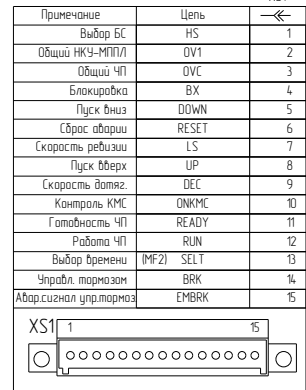 Примечание Цепь
Выбор БС HS 1
Общий НКУ-МППЛ 0V1 2
Общий ЧП 0VC 3
Блокировка BX 4
Пуск вниз DOWN 5
Сброс аварии RESET 6
Скорость ревизии LS 7
Пуск вверх UP 8
Скорость дотяг. DEC 9
Контроль КМС ONKMC 10
Готовность ЧП READY 11
Работа ЧП RUN 12
Выбор времени (MF2) SELT 13
Управл. тормозом BRK 14
Авар.сигнал упр.тормоз EMBRK 15
XS1 1 15